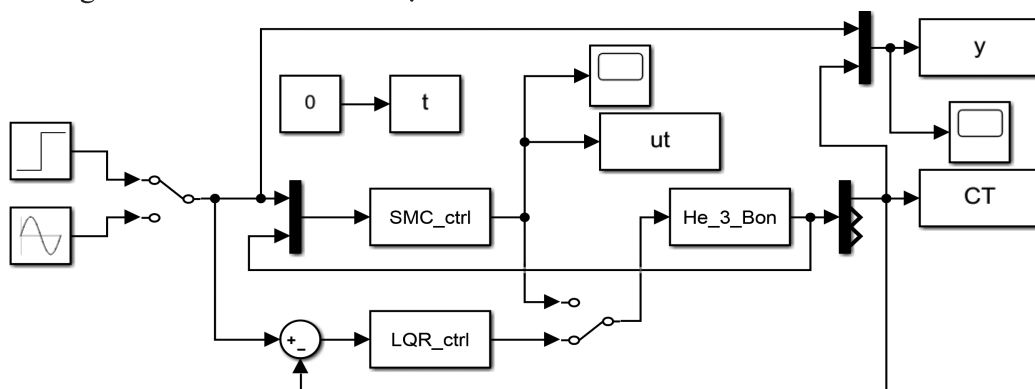 y
0
t
ut
SMC_ctrl
He_3_Bon
CT
LQR_ctrl
+
−